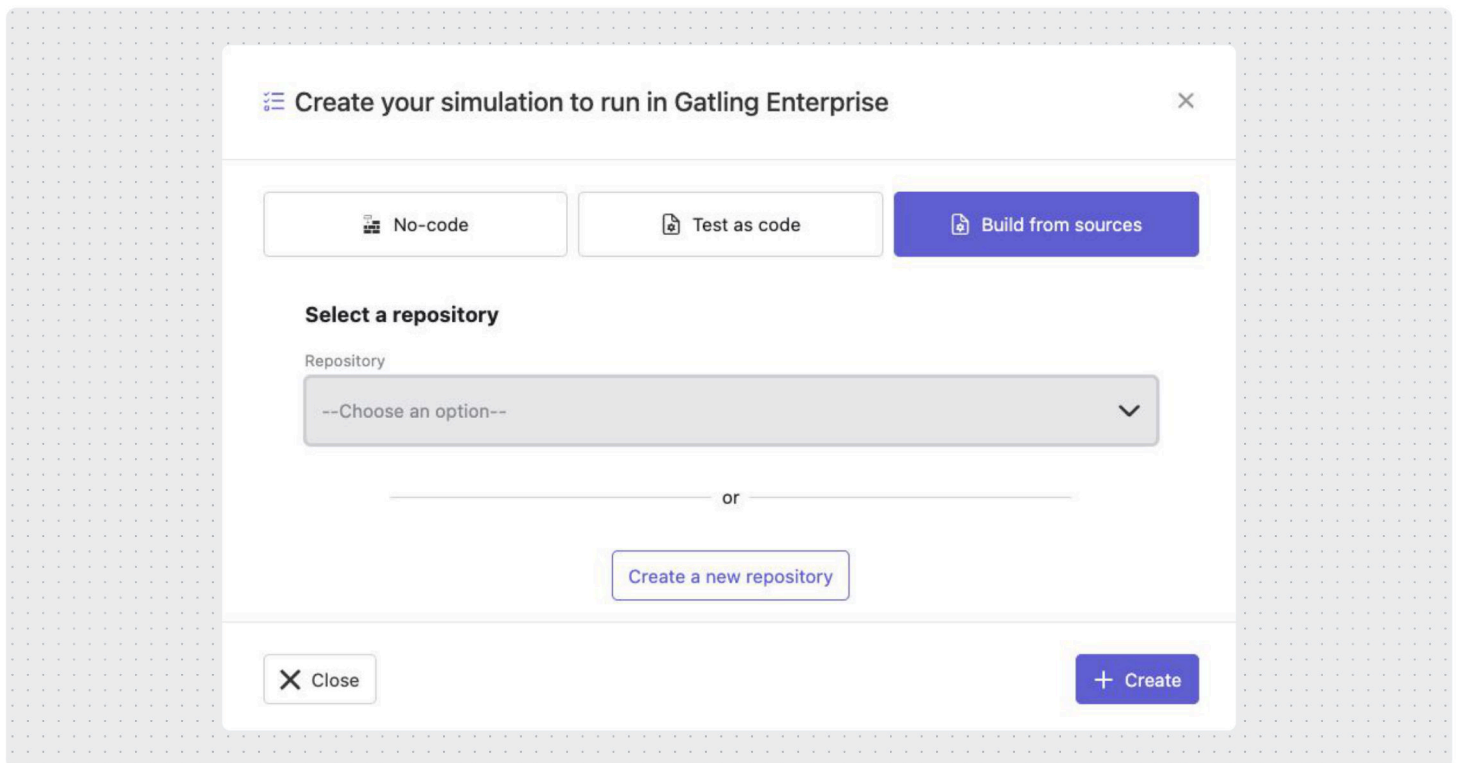 Create your simulation to run in Gatling Enterprise
No-code
Test as code
Build from sources
Select a repository
Repository
--Choose an option--
or
Create a new repository
Close
Create